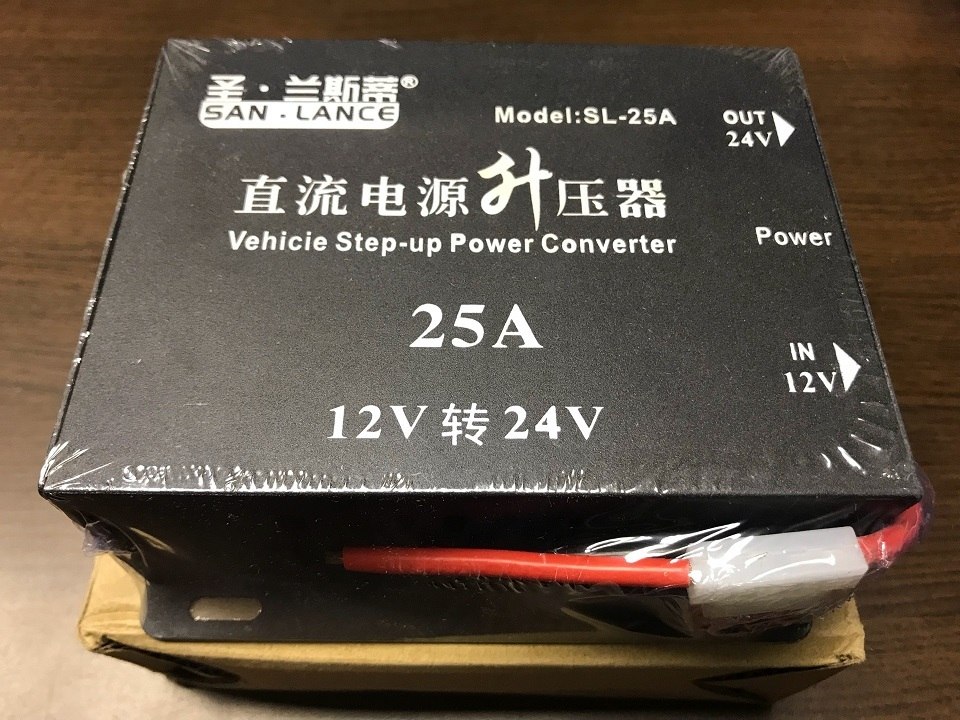 圣·兰斯蒂®
SAN·LANCE
Model:SL-25A
OUT
24V
直流电源升压器
Vehicie Step-up Power Converter
Power
25A
IN
12V
12V 转 24V